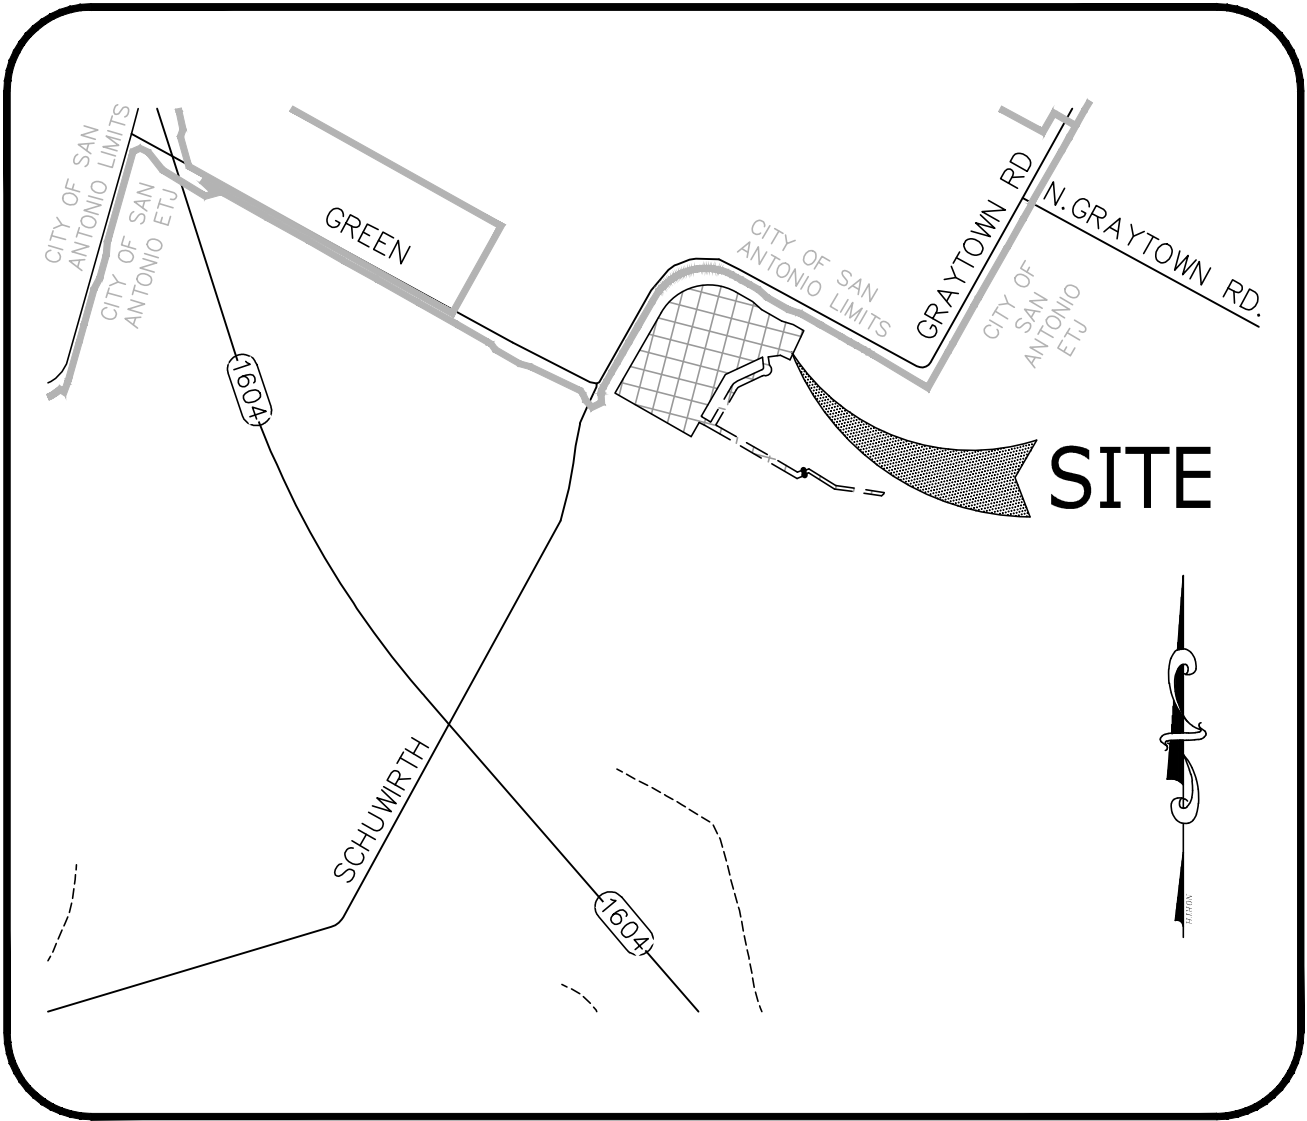 CITY OF SAN
ANTONIO LIMITS
CITY OF SAN
ANTONIO ETJ
GREEN
CITY OF SAN
ANTONIO LIMITS
GRAYTOWN RD
N. GRAYTOWN RD.
CITY OF
SAN
ANTONIO
ETJ
1604
SITE
SCHUWIRTH
1604
NORTH